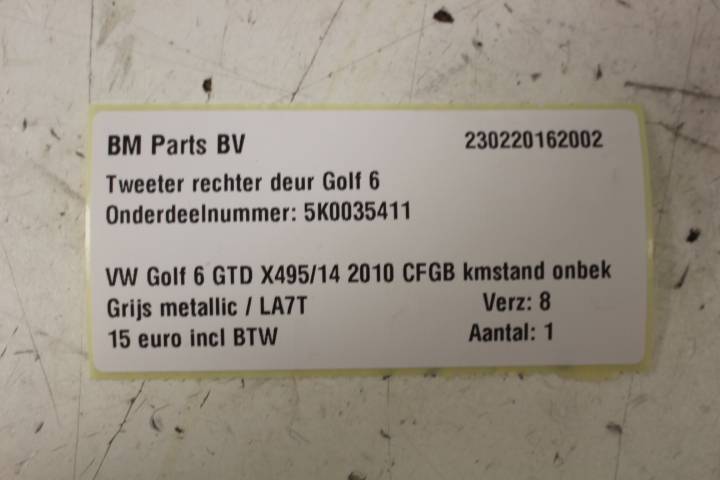 BM Parts BV 230220162002
Tweeter rechter deur Golf 6
Onderdeelnummer: 5K0035411
VW Golf 6 GTD X495/14 2010 CFGB kmstand onbek
Grijs metallic / LA7T Verz: 8
15 euro incl BTW Aantal: 1